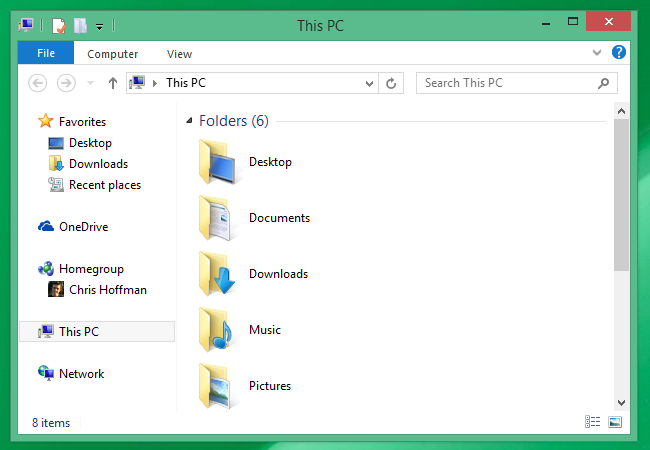 This PC
File Computer View
This PC
Search This PC
Favorites
Desktop
Downloads
Recent places
OneDrive
Homegroup
Chris Hoffman
This PC
Network
Folders (6)
Desktop
Documents
Downloads
Music
Pictures
8 items